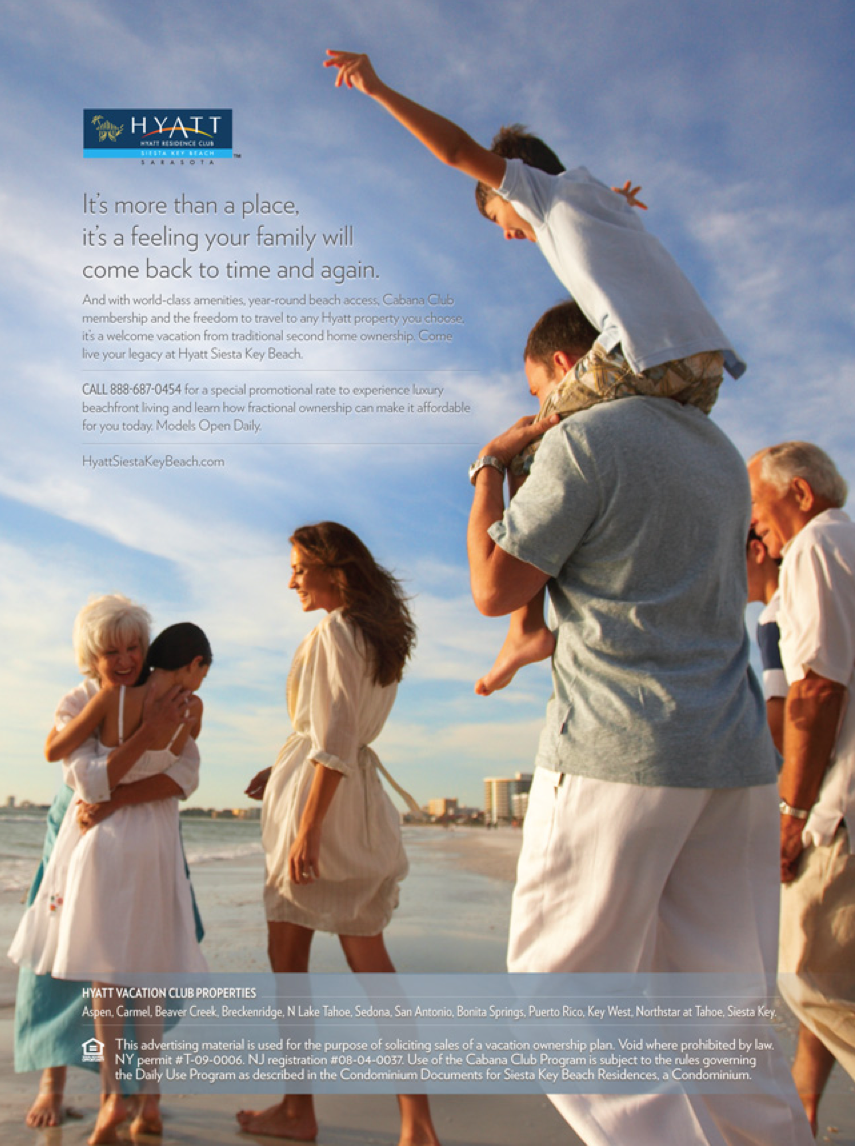 HYATT
HYATT RESIDENCE CLUB
SIESTA KEY BEACH
SARASOTA
™
It's more than a place,
it's a feeling your family will
come back to time and again.
And with world-class amenities, year-round beach access, Cabana Club
membership and the freedom to travel to any Hyatt property you choose,
it's a welcome vacation from traditional second home ownership. Come
live your legacy at Hyatt Siesta Key Beach.
CALL 888-687-0454 for a special promotional rate to experience luxury
beachfront living and learn how fractional ownership can make it affordable
for you today. Models Open Daily.
HyattSiestaKeyBeach.com
HYATT VACATION CLUB PROPERTIES
Aspen, Carmel, Beaver Creek, Breckenridge, N Lake Tahoe, Sedona, San Antonio, Bonita Springs, Puerto Rico, Key West, Northstar at Tahoe, Siesta Key.
This advertising material is used for the purpose of soliciting sales of a vacation ownership plan. Void where prohibited by law.
NY permit #T-09-0006. NJ registration #08-04-0037. Use of the Cabana Club Program is subject to the rules governing
the Daily Use Program as described in the Condominium Documents for Siesta Key Beach Residences, a Condominium.